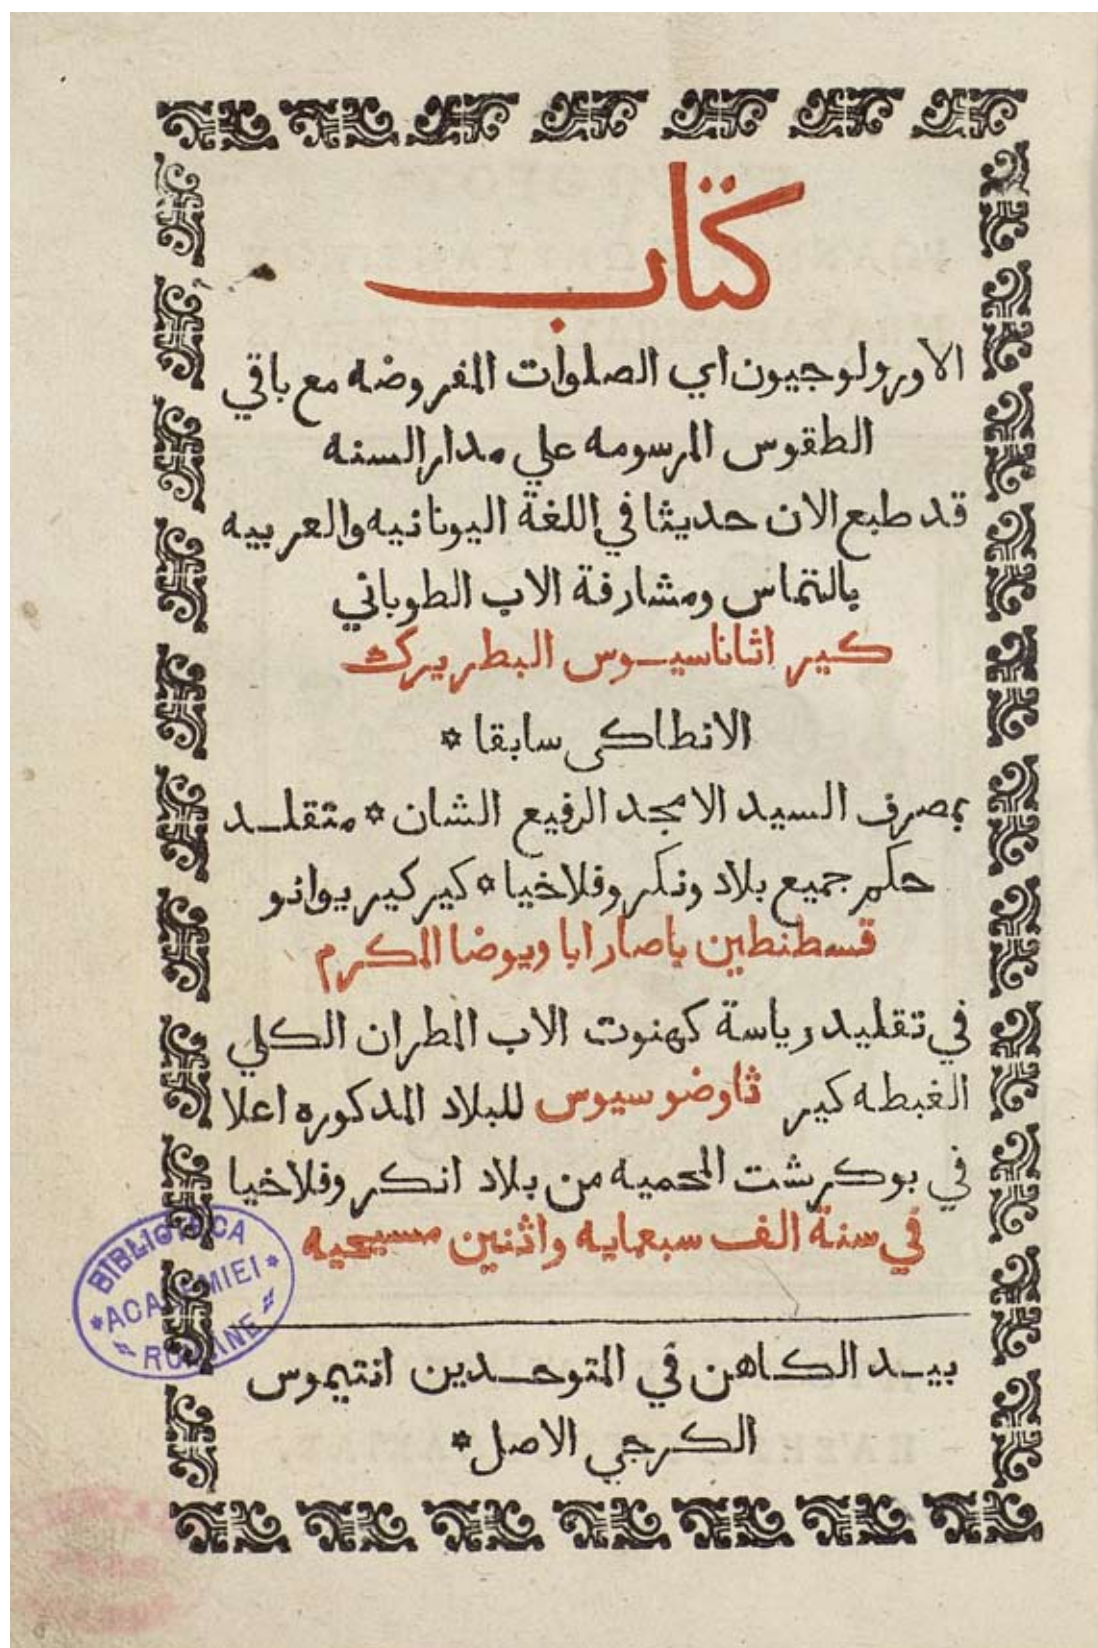 كتاب
الاورولوجيون اي الصلوات المفروضه مع باقي
الطقوس المرسومه علي مدار السنه
قد طبع الان حديثا في اللغة اليونانيه والعربيه
بالتماس ومشارفة الاب الطوباني
كير اثاناسيوس البطريرك
الانطاكي سابقا *
بمصرف السيد الامجد الرفيع الشان * متقلد
حكم جميع بلاد ونكر وفلاخيا * كير كير يوانو
قسطنطين باصارابا ويوضا المكرم
في تقليد رياسة كهنوت الاب المطران الكلي
الغبطه كير ثاوضوسيوس للبلاد المدكوره اعلا
في بوكرشت المحميه من بلاد انكر وفلاخيا
في سنة الف سبعمايه واثنين مسيحيه
BIBLIOTECA
* ACADEMIEI *
ROMÂNE
بيد الكاهن في المتوحدين انتيموس
الكرجي الاصل *